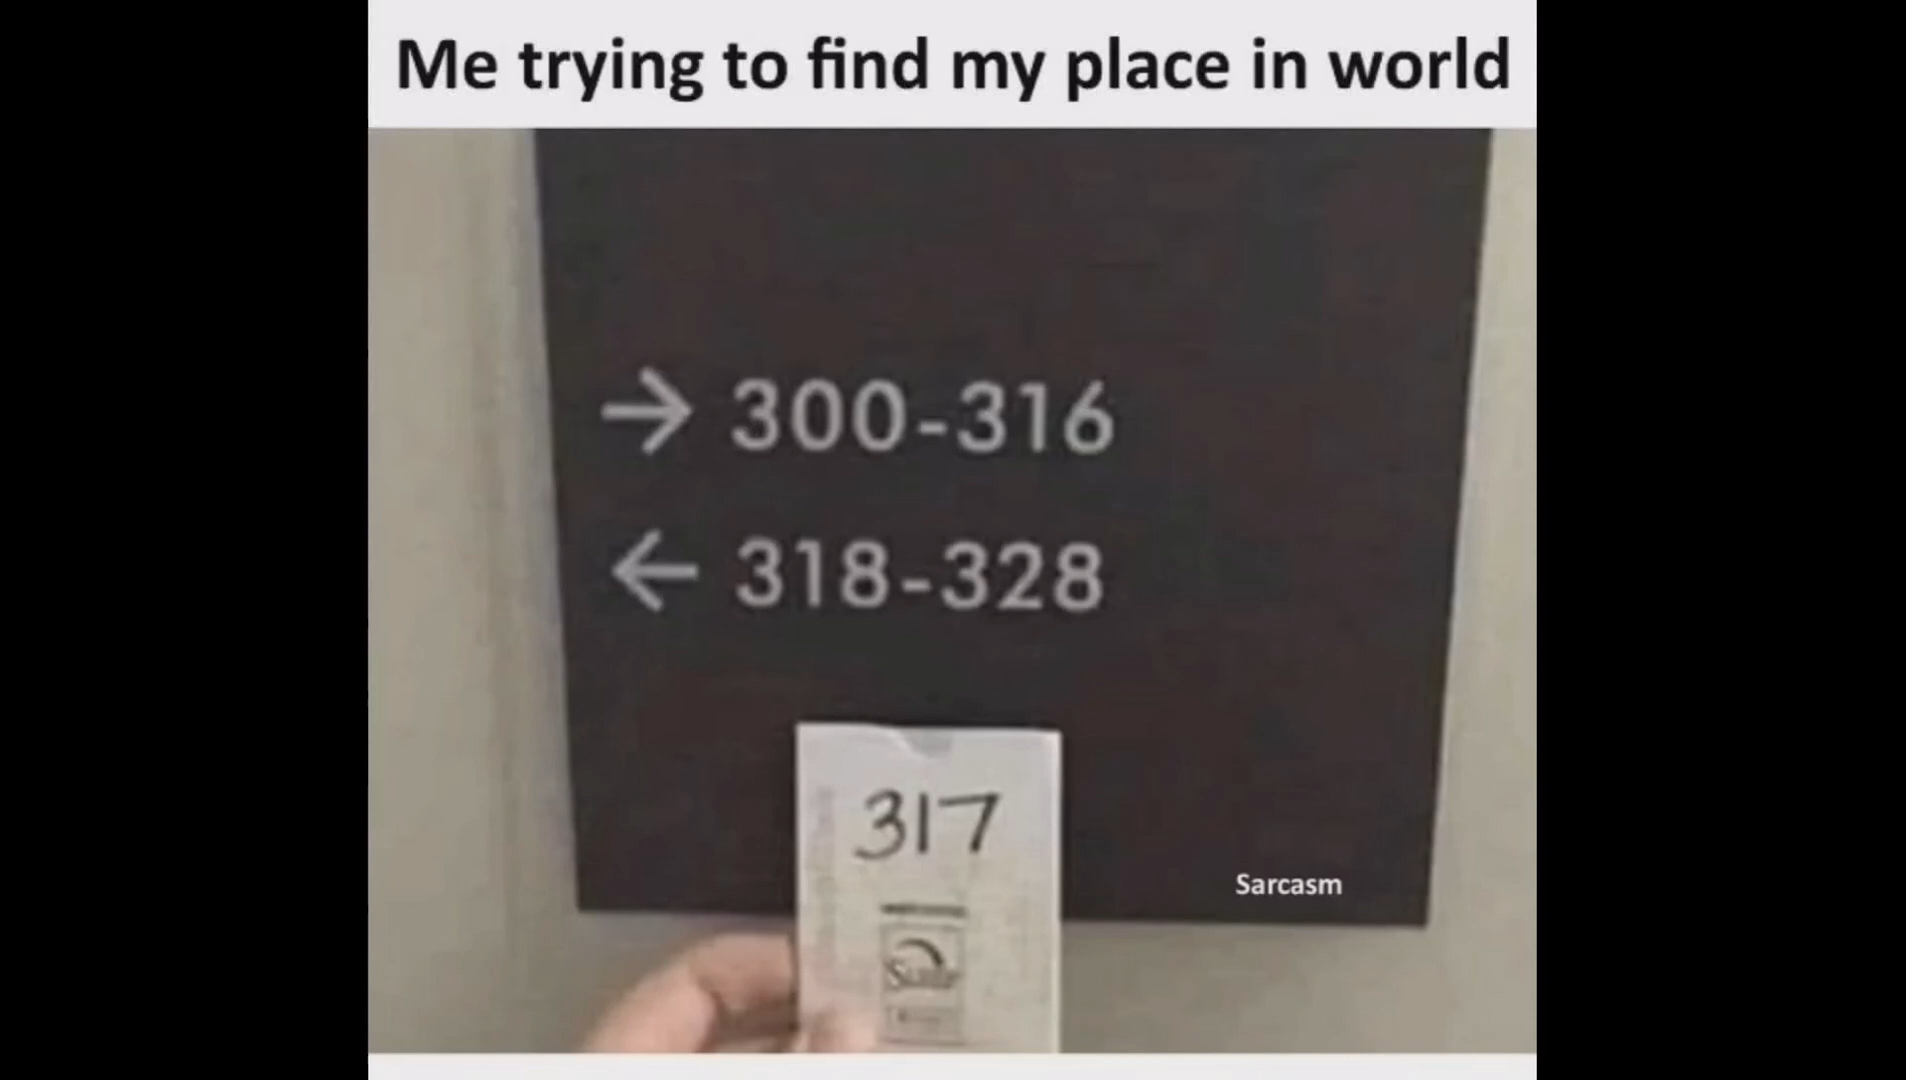 Me trying to find my place in world
→ 300-316
← 318-328
317
Sarcasm